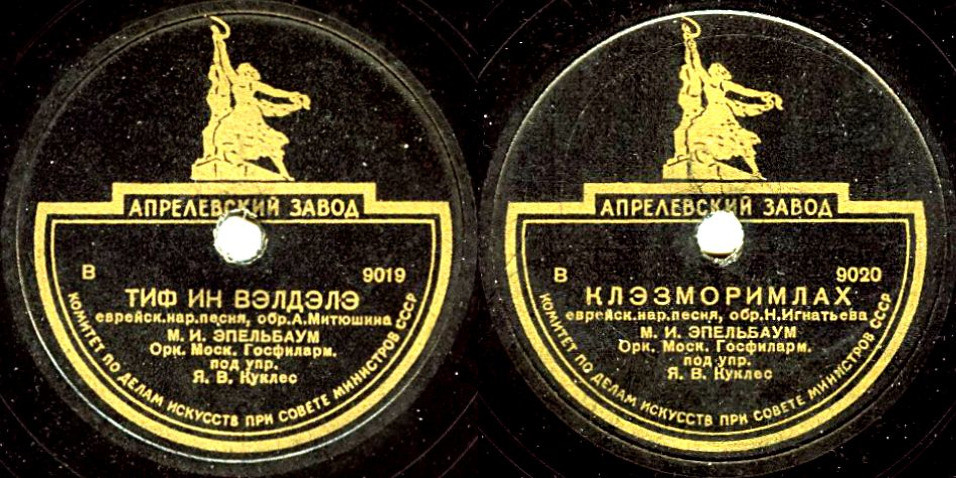 АПРЕЛЕВСКИЙ ЗАВОД
В 9019
ТИФ ИН ВЭЛДЭЛЭ
еврейск.нар.песня, обр.А.Митюшина
М. И. ЭПЕЛЬБАУМ
Орк. Моск. Госфиларм.
под упр.
Я. В. Куклес
КОМИТЕТ ПО ДЕЛАМ ИСКУССТВ ПРИ СОВЕТЕ МИНИСТРОВ СССР
АПРЕЛЕВСКИЙ ЗАВОД
В 9020
КЛЭЗМОРИМЛАХ
еврейск.нар.песня, обр.Н.Игнатьева
М. И. ЭПЕЛЬБАУМ
Орк. Моск. Госфиларм.
под упр.
Я. В. Куклес
КОМИТЕТ ПО ДЕЛАМ ИСКУССТВ ПРИ СОВЕТЕ МИНИСТРОВ СССР